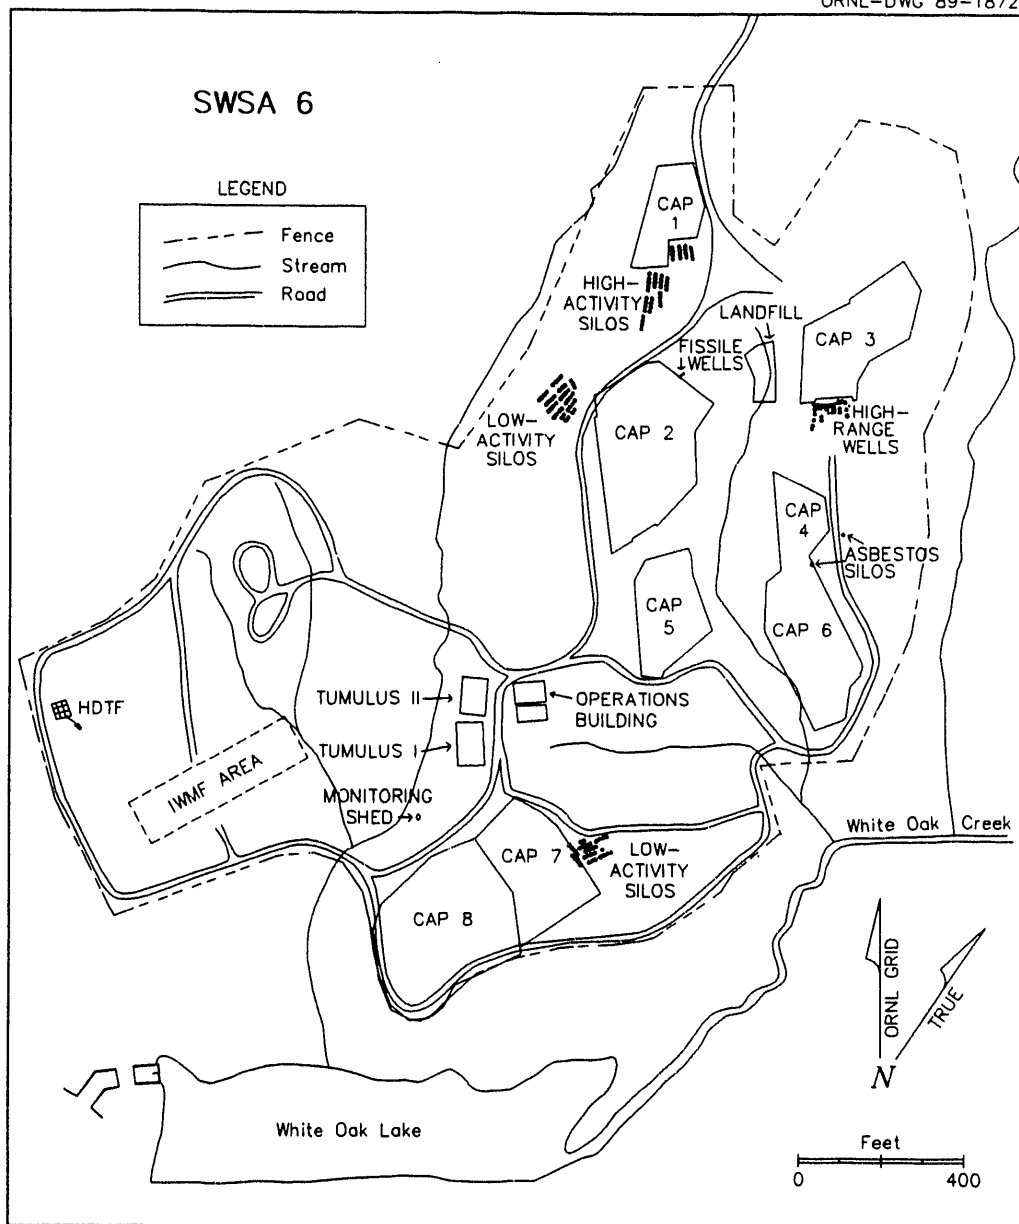 ORNL-DWG 89-1872
SWSA 6
LEGEND
Fence
Stream
Road
CAP
1
HIGH-
ACTIVITY
SILOS
LANDFILL
FISSILE
WELLS
CAP 3
LOW-
ACTIVITY
SILOS
CAP 2
HIGH-
RANGE
WELLS
CAP
4
ASBESTOS
SILOS
CAP
5
CAP 6
HDTF
TUMULUS II
OPERATIONS
BUILDING
TUMULUS I
IWMF AREA
MONITORING
SHED
White Oak Creek
CAP 7
LOW-
ACTIVITY
SILOS
CAP 8
ORNL GRID
TRUE
N
White Oak Lake
Feet
0 400